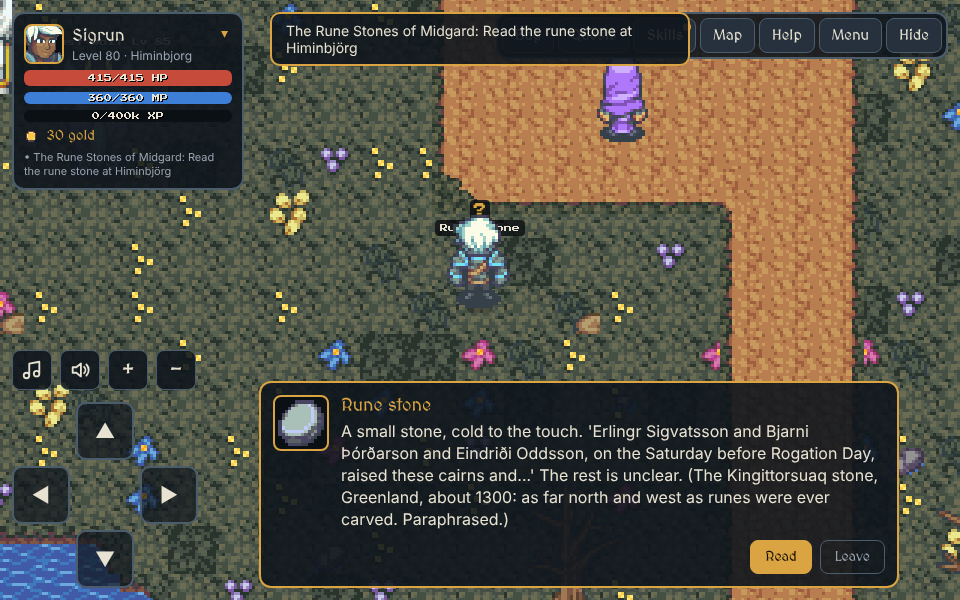 Sigrun
Level 80 · Himinbjorg
415/415 HP
360/360 MP
0/400k XP
30 gold
• The Rune Stones of Midgard: Read
the rune stone at Himinbjörg
The Rune Stones of Midgard: Read the rune stone at
Himinbjörg
Skills
Map
Help
Menu
Hide
?
Rune stone
A small stone, cold to the touch. 'Erlingr Sigvatsson and Bjarni
Þórðarson and Eindriði Oddsson, on the Saturday before Rogation Day,
raised these cairns and...' The rest is unclear. (The Kingittorsuaq stone,
Greenland, about 1300: as far north and west as runes were ever
carved. Paraphrased.)
Read
Leave